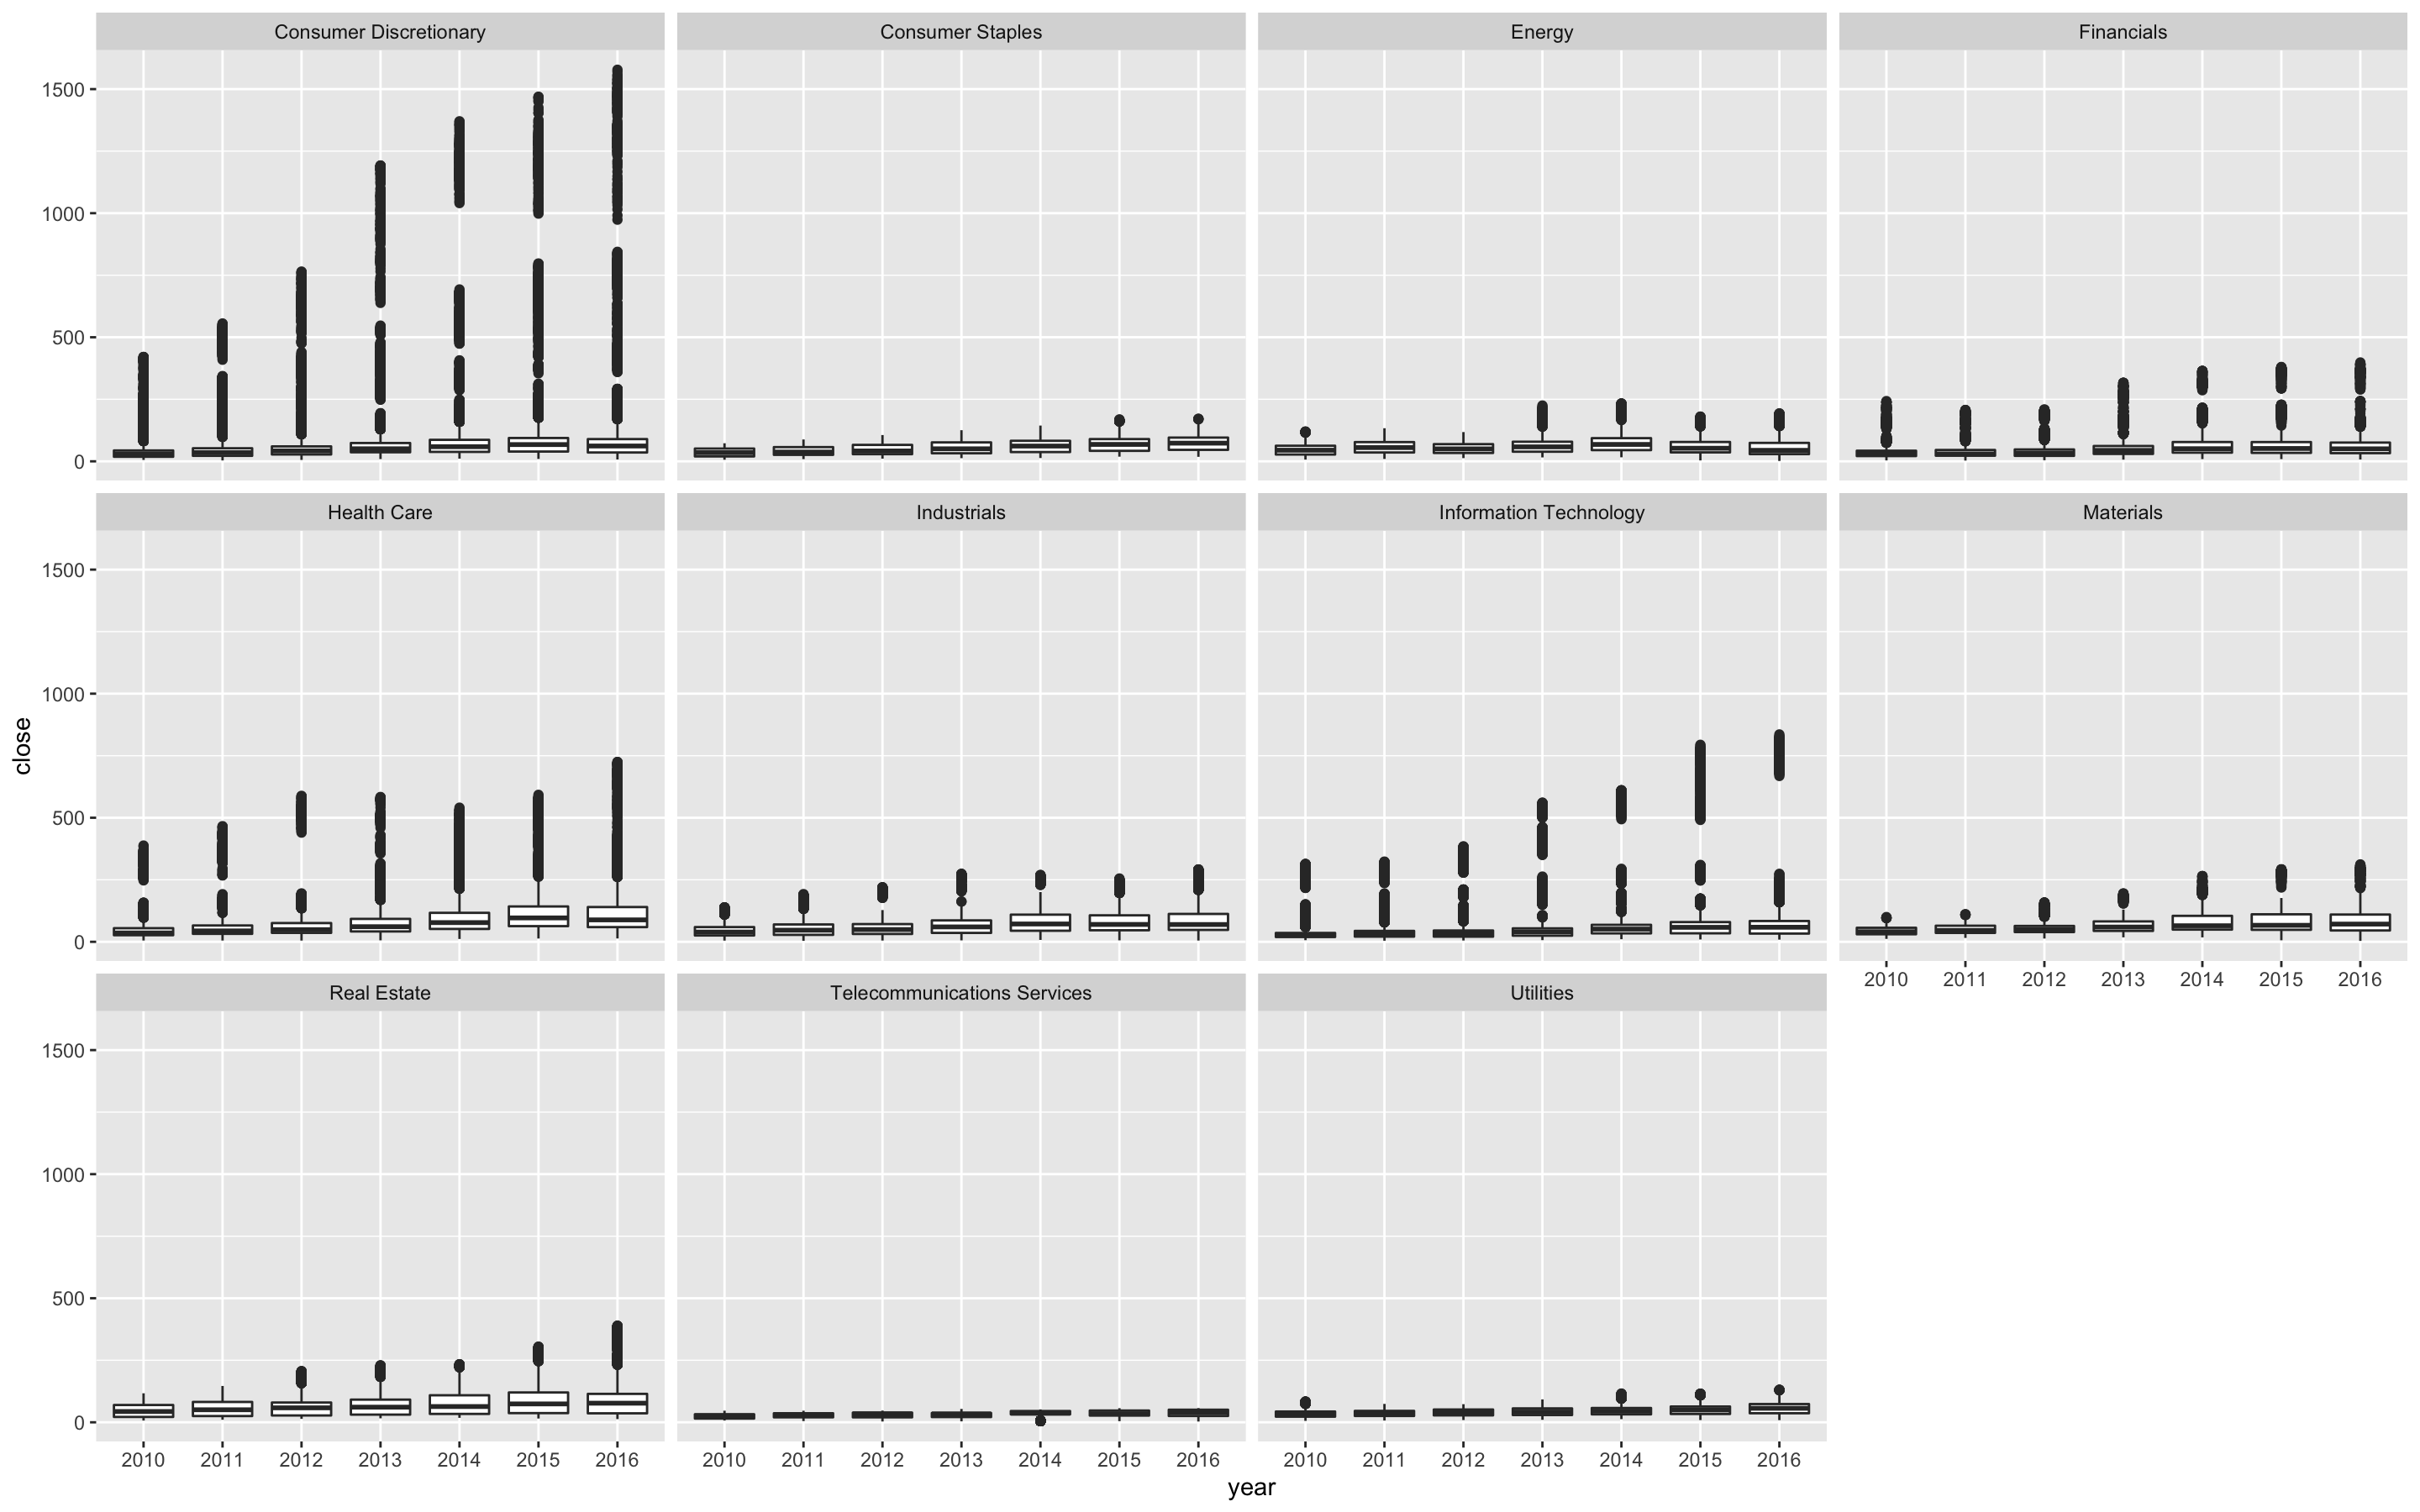 Consumer Discretionary
Consumer Staples
Energy
Financials
1500
1000
500
0
Health Care
Industrials
Information Technology
Materials
1500
1000
500
0
2010 2011 2012 2013 2014 2015 2016
Real Estate
Telecommunications Services
Utilities
1500
1000
500
0
2010 2011 2012 2013 2014 2015 2016
2010 2011 2012 2013 2014 2015 2016
2010 2011 2012 2013 2014 2015 2016
close
year